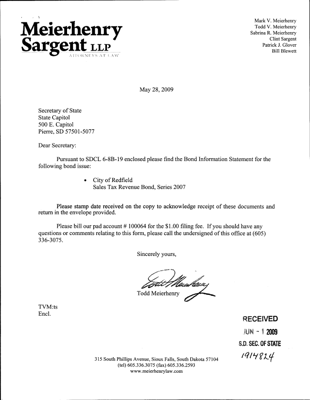 Meierhenry
Sargent LLP
ATTORNEYS AT LAW
Mark V. Meierhenry
Todd V. Meierhenry
Sabrina R. Meierhenry
Clint Sargent
Patrick J. Glover
Bill Blewett
May 28, 2009
Secretary of State
State Capitol
500 E. Capitol
Pierre, SD 57501-5077
Dear Secretary:
Pursuant to SDCL 6-8B-19 enclosed please find the Bond Information Statement for the
following bond issue:
• City of Redfield
Sales Tax Revenue Bond, Series 2007
Please stamp date received on the copy to acknowledge receipt of these documents and
return in the envelope provided.
Please bill our pad account # 100064 for the $1.00 filing fee. If you should have any
questions or comments relating to this form, please call the undersigned of this office at (605)
336-3075.
Sincerely yours,
Todd Meierhenry
Todd Meierhenry
TVM:ts
Encl.
RECEIVED
JUN - 1 2009
S.D. SEC. OF STATE
1914824
315 South Phillips Avenue, Sioux Falls, South Dakota 57104
(tel) 605.336.3075 (fax) 605.336.2593
www.meierhenrylaw.com